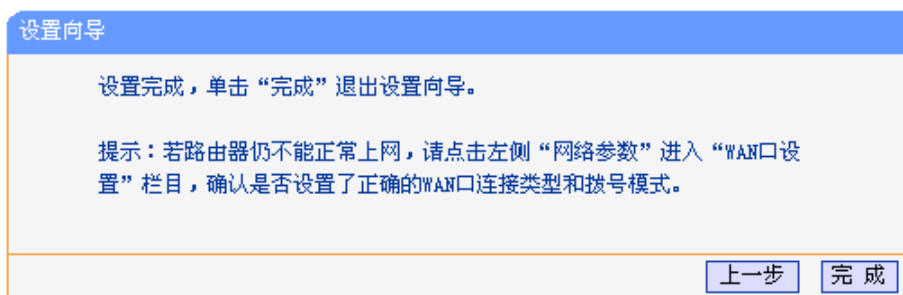 设置向导
设置完成，单击“完成”退出设置向导。
提示：若路由器仍不能正常上网，请点击左侧“网络参数”进入“WAN口设
置”栏目，确认是否设置了正确的WAN口连接类型和拨号模式。
上一步 完 成